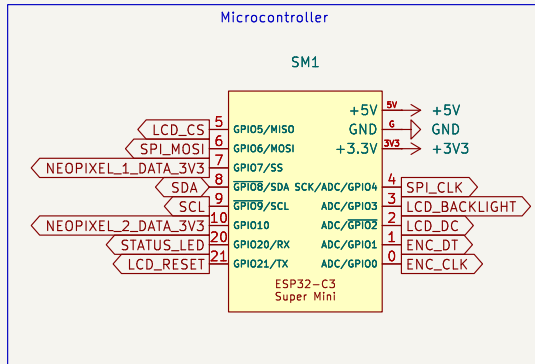 Microcontroller
SM1
+5V 5V +5V
LCD_CS 5 GPIO5/MISO GND G GND
SPI_MOSI 6 GPIO6/MOSI +3.3V 3V3 +3V3
NEOPIXEL_1_DATA_3V3 7 GPIO7/SS
SDA 8 GPIO8/SDA SCK/ADC/GPIO4 4 SPI_CLK
SCL 9 GPIO9/SCL ADC/GPIO3 3 LCD_BACKLIGHT
NEOPIXEL_2_DATA_3V3 10 GPIO10 ADC/GPIO2 2 LCD_DC
STATUS_LED 20 GPIO20/RX ADC/GPIO1 1 ENC_DT
LCD_RESET 21 GPIO21/TX ADC/GPIO0 0 ENC_CLK
ESP32-C3
Super Mini